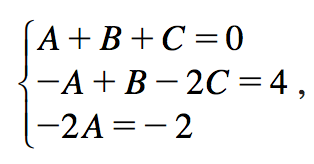 A + B + C = 0
−A + B − 2C = 4 ,
−2A = − 2